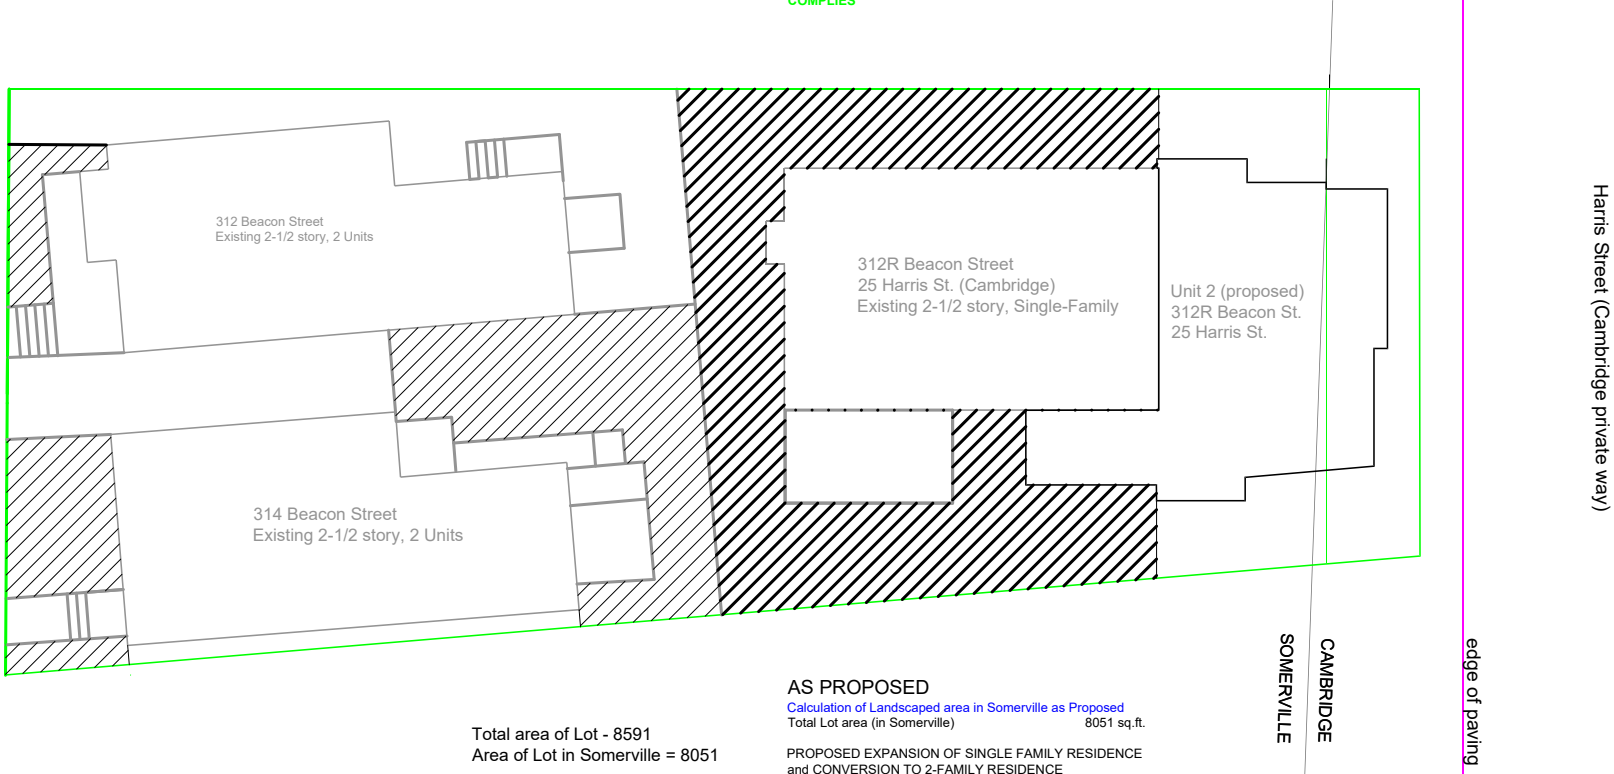 COMPLIES
312 Beacon Street
Existing 2-1/2 story, 2 Units
312R Beacon Street
25 Harris St. (Cambridge)
Existing 2-1/2 story, Single-Family
Unit 2 (proposed)
312R Beacon St.
25 Harris St.
Harris Street (Cambridge private way)
314 Beacon Street
Existing 2-1/2 story, 2 Units
CAMBRIDGE
SOMERVILLE
edge of paving
AS PROPOSED
Calculation of Landscaped area in Somerville as Proposed
Total Lot area (in Somerville) 8051 sq.ft.
Total area of Lot - 8591
Area of Lot in Somerville = 8051
PROPOSED EXPANSION OF SINGLE FAMILY RESIDENCE
and CONVERSION TO 2-FAMILY RESIDENCE